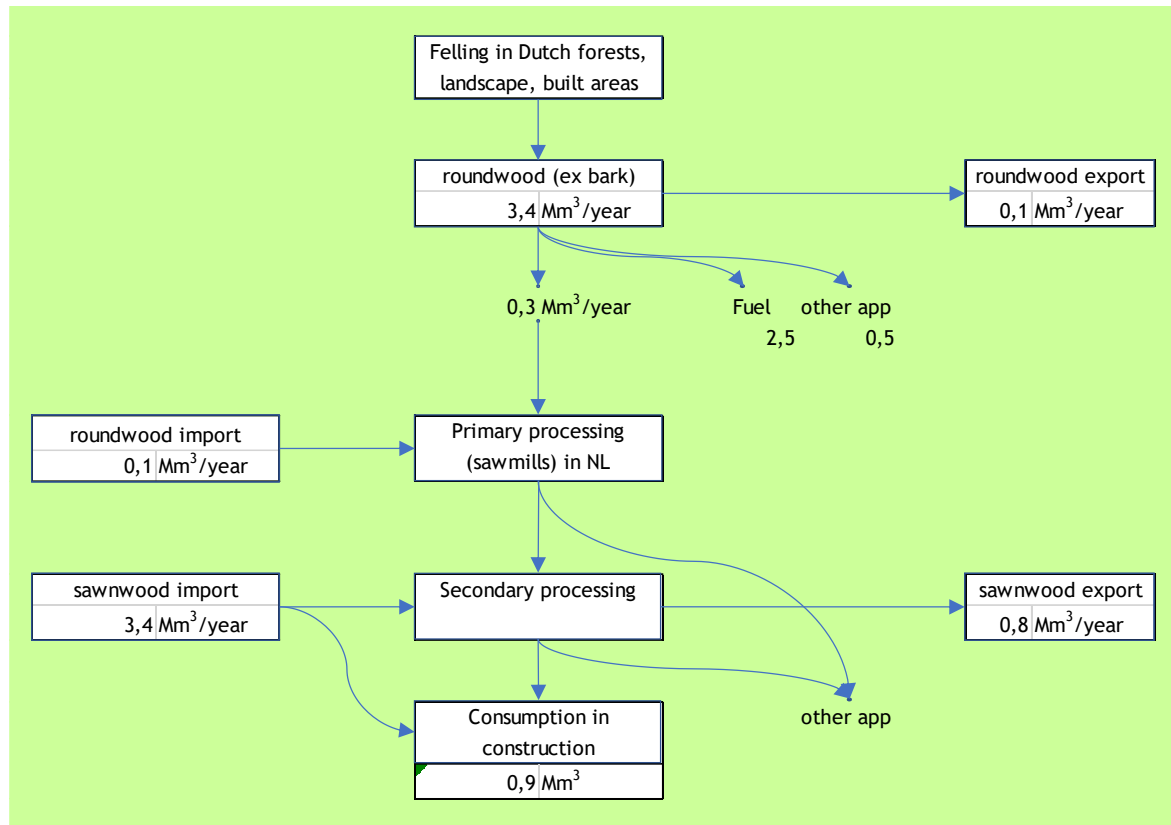 Felling in Dutch forests,
landscape, built areas
roundwood (ex bark)
3,4 Mm³/year
roundwood export
0,1 Mm³/year
0,3 Mm³/year
Fuel
2,5
other app
0,5
roundwood import
0,1 Mm³/year
Primary processing
(sawmills) in NL
sawnwood import
3,4 Mm³/year
Secondary processing
sawnwood export
0,8 Mm³/year
other app
Consumption in
construction
0,9 Mm³